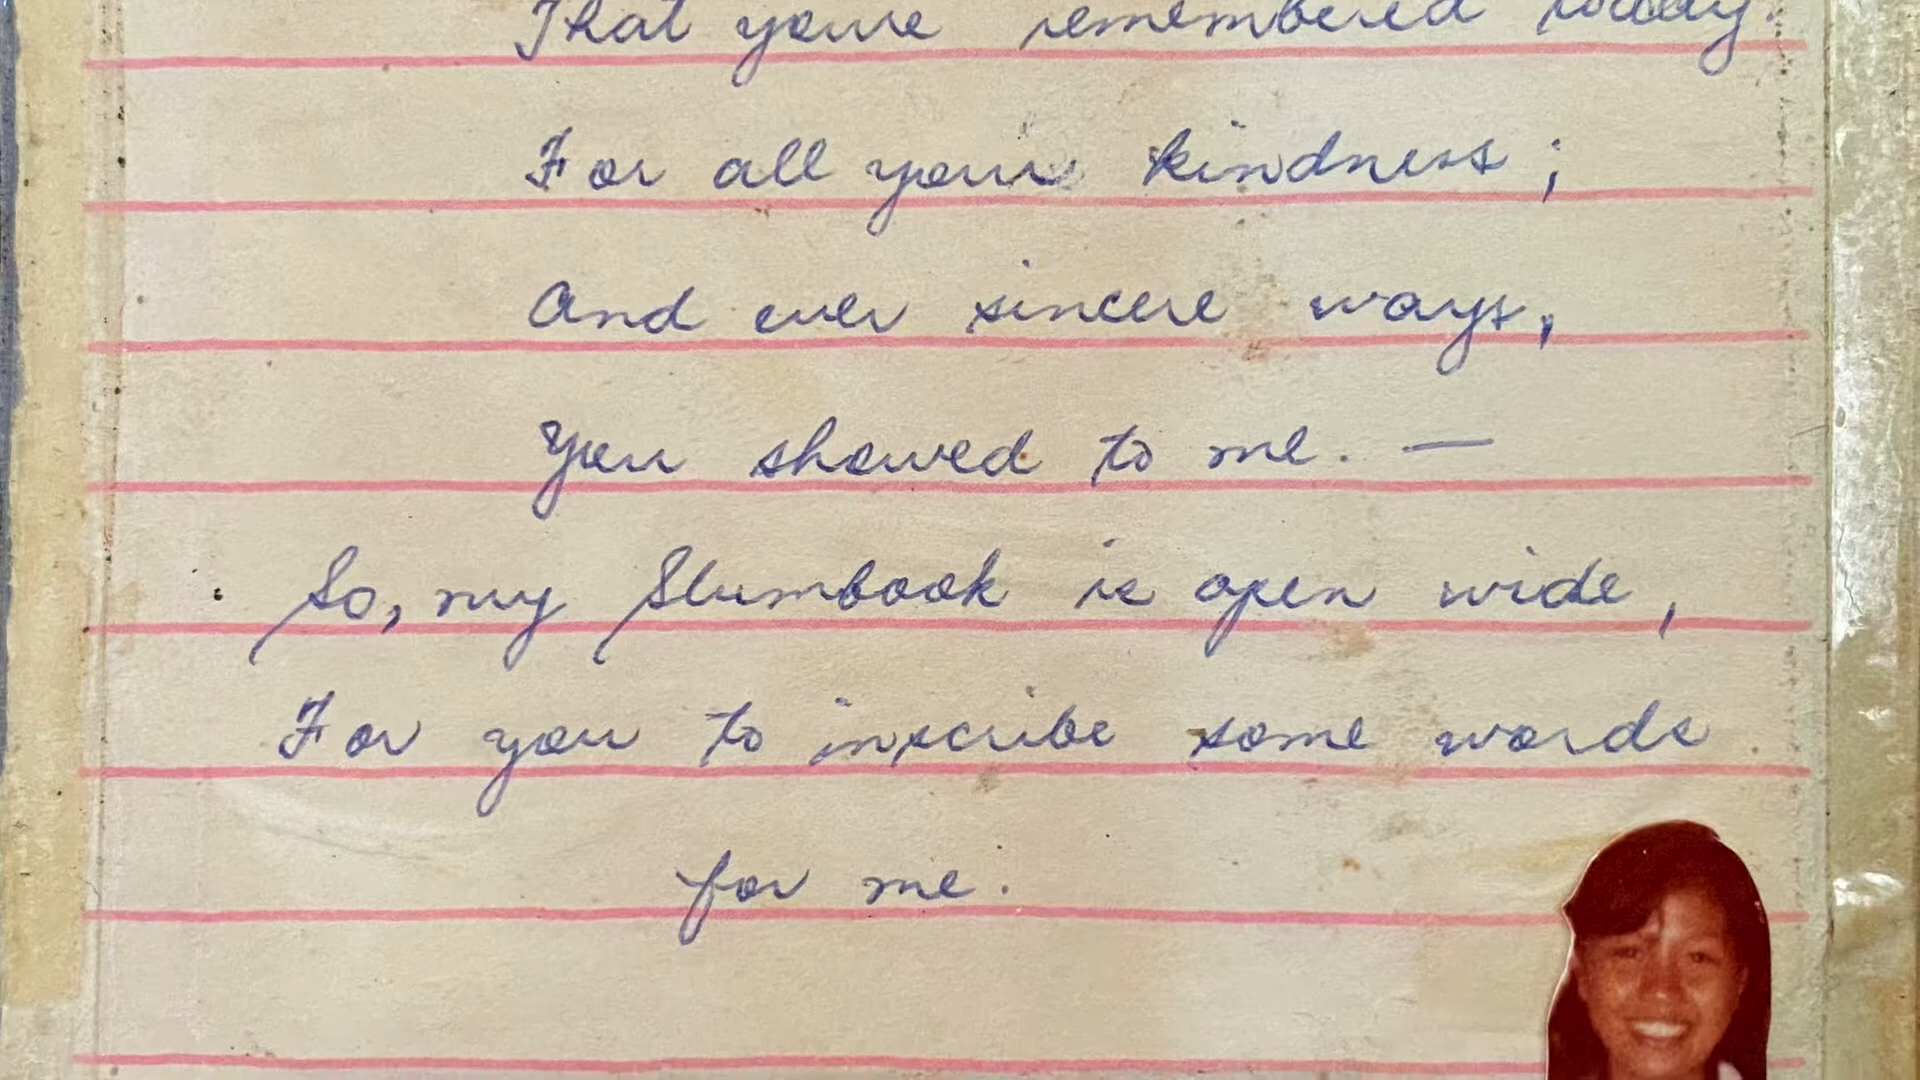 That you're remembered today.
For all your kindness;
And ever sincere ways,
You showed to me. —
So, my Slumbook is open wide,
For you to inscribe some words
for me.